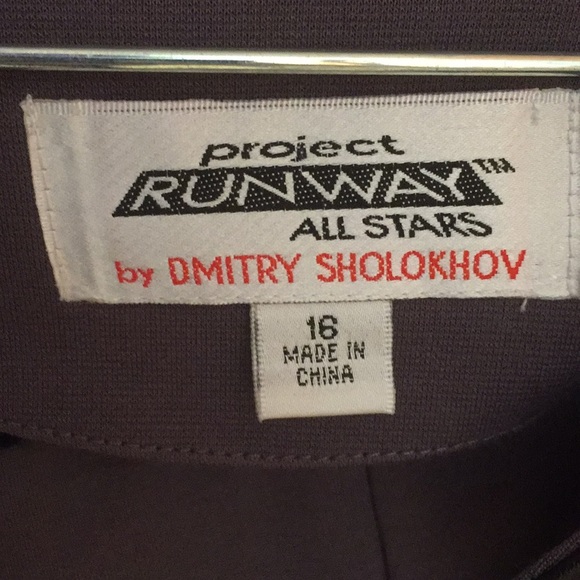 project
RUNWAY™
ALL STARS
by DMITRY SHOLOKHOV
16
MADE IN
CHINA